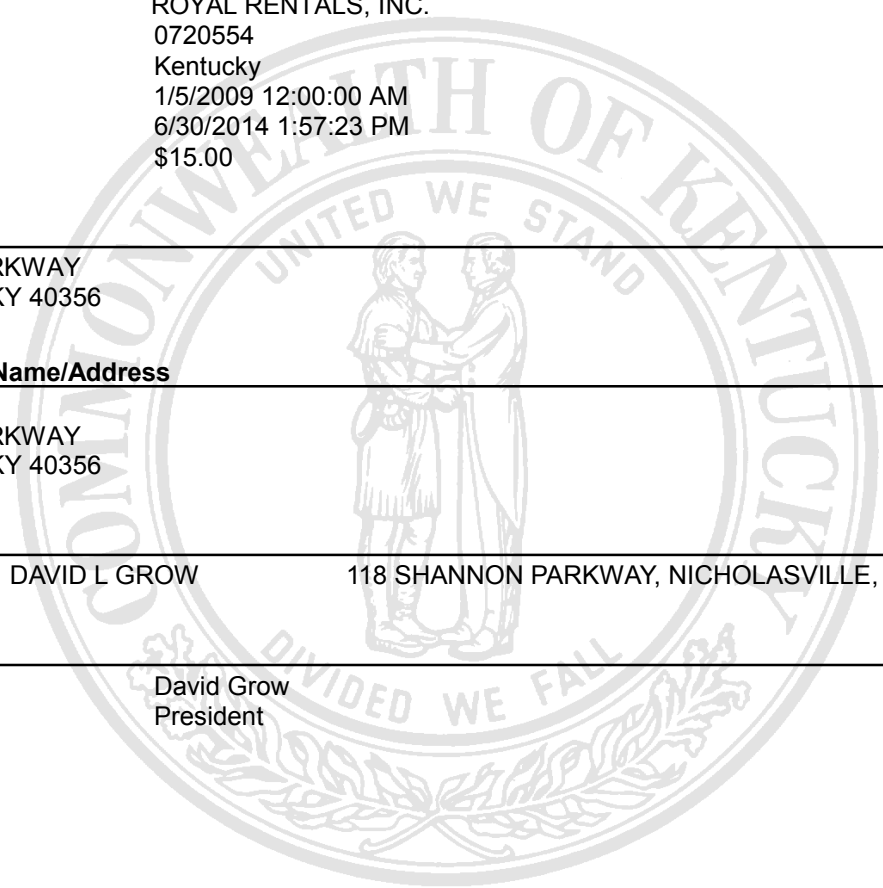 ROYAL RENTALS, INC.
0720554
Kentucky
1/5/2009 12:00:00 AM
6/30/2014 1:57:23 PM
$15.00
RKWAY
KY 40356
Name/Address
RKWAY
KY 40356
DAVID L GROW 118 SHANNON PARKWAY, NICHOLASVILLE,
David Grow
President
COMMONWEALTH OF KENTUCKY
UNITED WE STAND
DIVIDED WE FALL